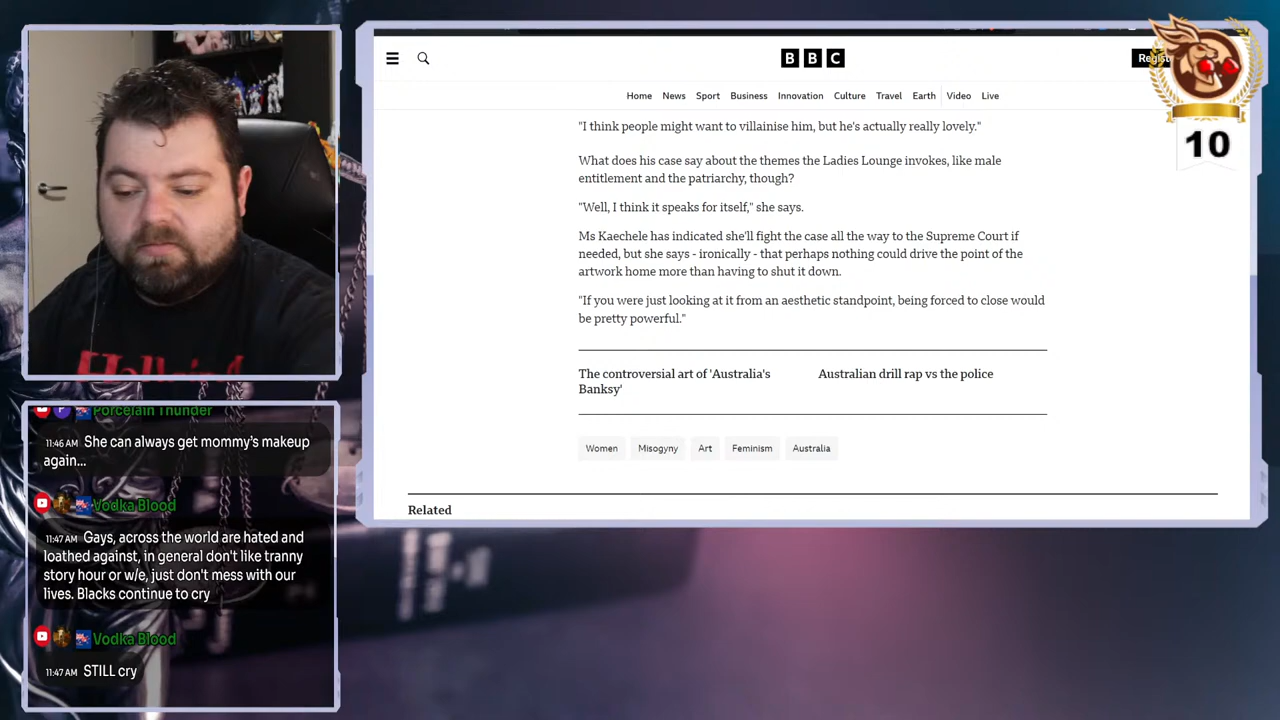 BBC
Regist
Home News Sport Business Innovation Culture Travel Earth Video Live
10
"I think people might want to villainise him, but he's actually really lovely."
What does his case say about the themes the Ladies Lounge invokes, like male
entitlement and the patriarchy, though?
"Well, I think it speaks for itself," she says.
Ms Kaechele has indicated she'll fight the case all the way to the Supreme Court if
needed, but she says - ironically - that perhaps nothing could drive the point of the
artwork home more than having to shut it down.
"If you were just looking at it from an aesthetic standpoint, being forced to close would
be pretty powerful."
The controversial art of 'Australia's
Banksy'
Australian drill rap vs the police
Women Misogyny Art Feminism Australia
Related
Porcelain Thunder
11:46 AM She can always get mommy's makeup
again...
Vodka Blood
11:47 AM Gays, across the world are hated and
loathed against, in general don't like tranny
story hour or w/e, just don't mess with our
lives. Blacks continue to cry
Vodka Blood
11:47 AM STILL cry